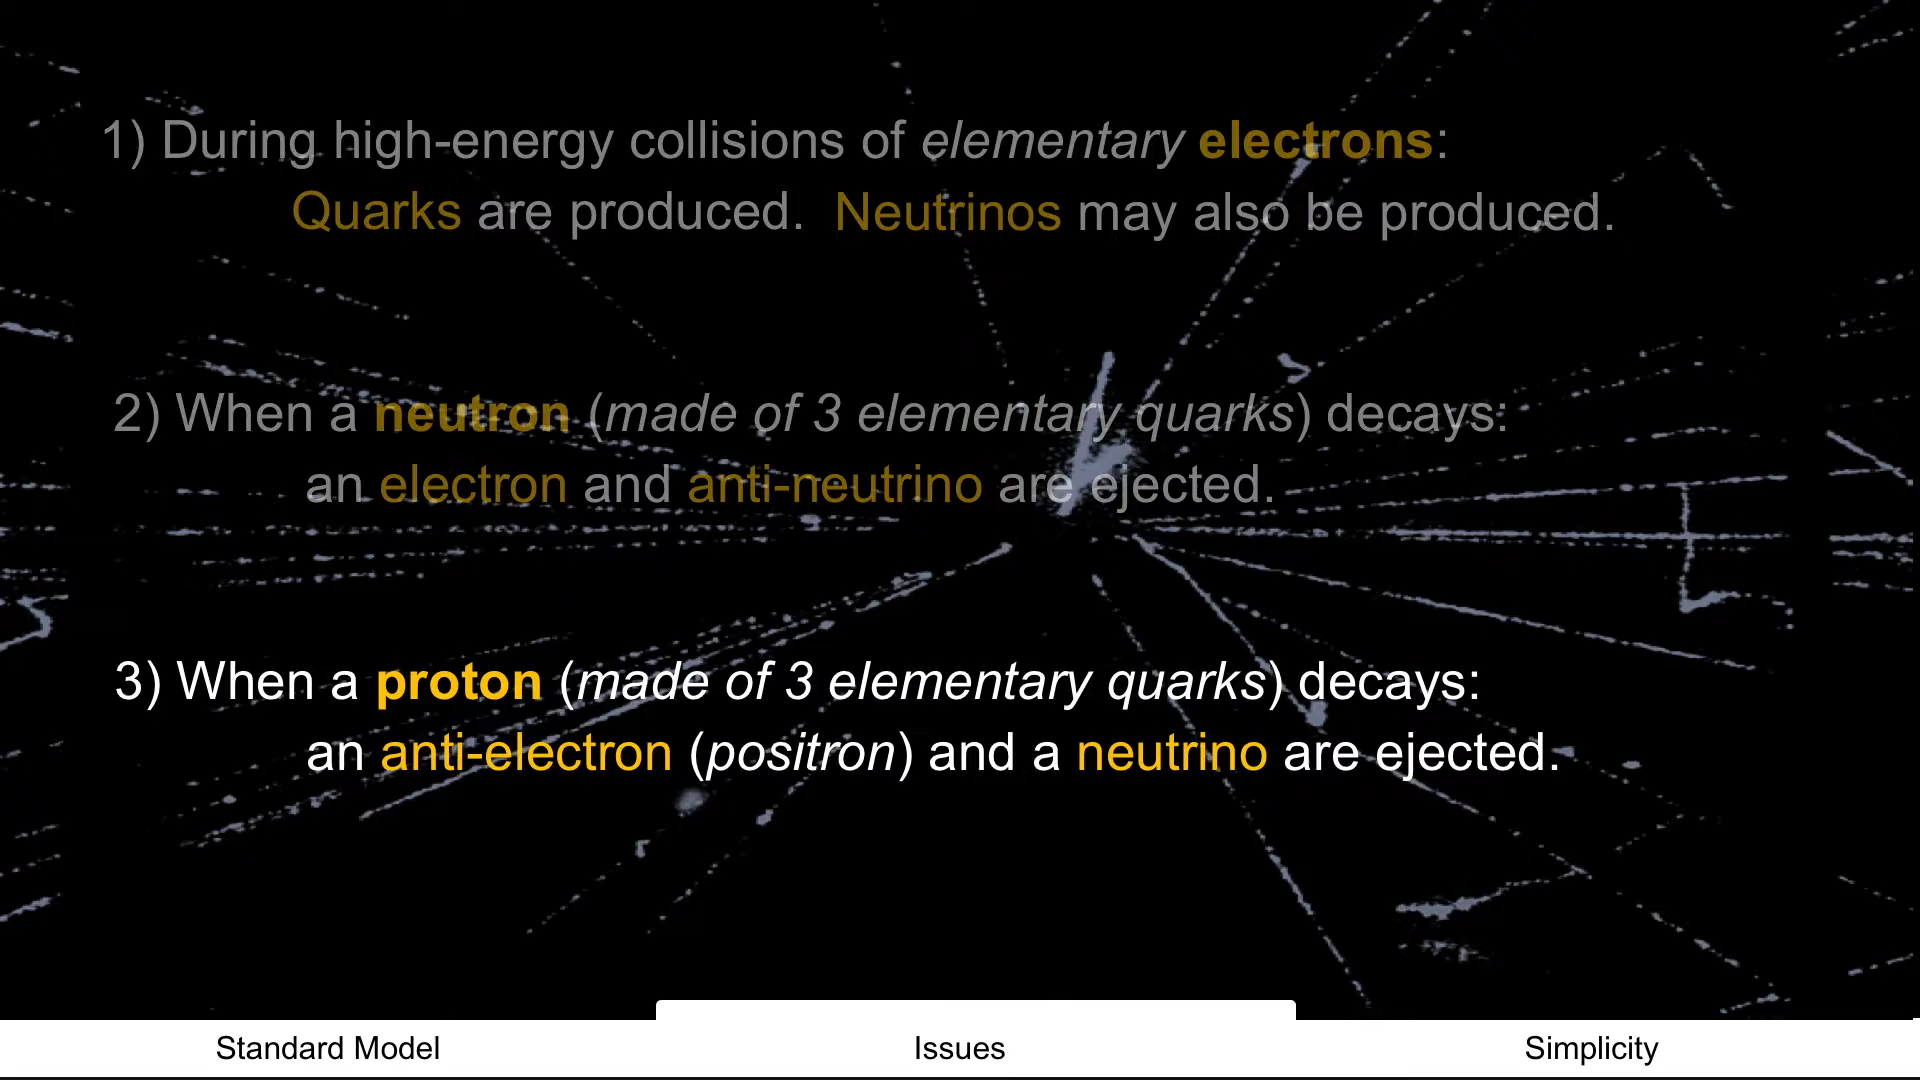 1) During high-energy collisions of elementary electrons:
Quarks are produced. Neutrinos may also be produced.
2) When a neutron (made of 3 elementary quarks) decays:
an electron and anti-neutrino are ejected.
3) When a proton (made of 3 elementary quarks) decays:
an anti-electron (positron) and a neutrino are ejected.
Standard Model
Issues
Simplicity